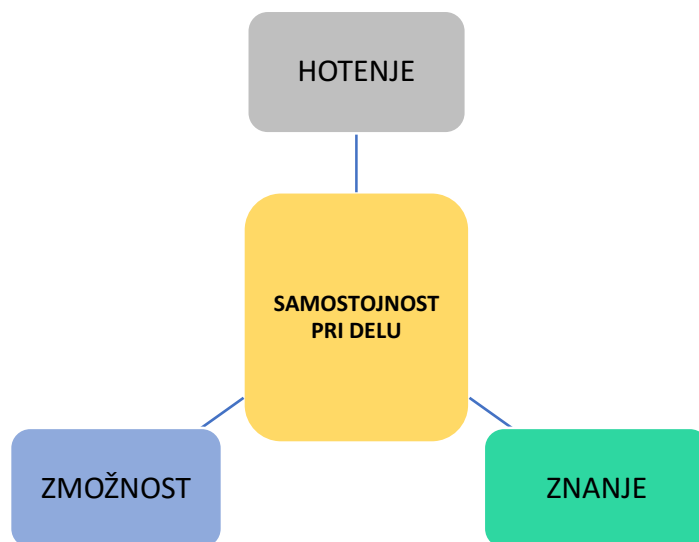 HOTENJE
SAMOSTOJNOST
PRI DELU
ZMOŽNOST
ZNANJE